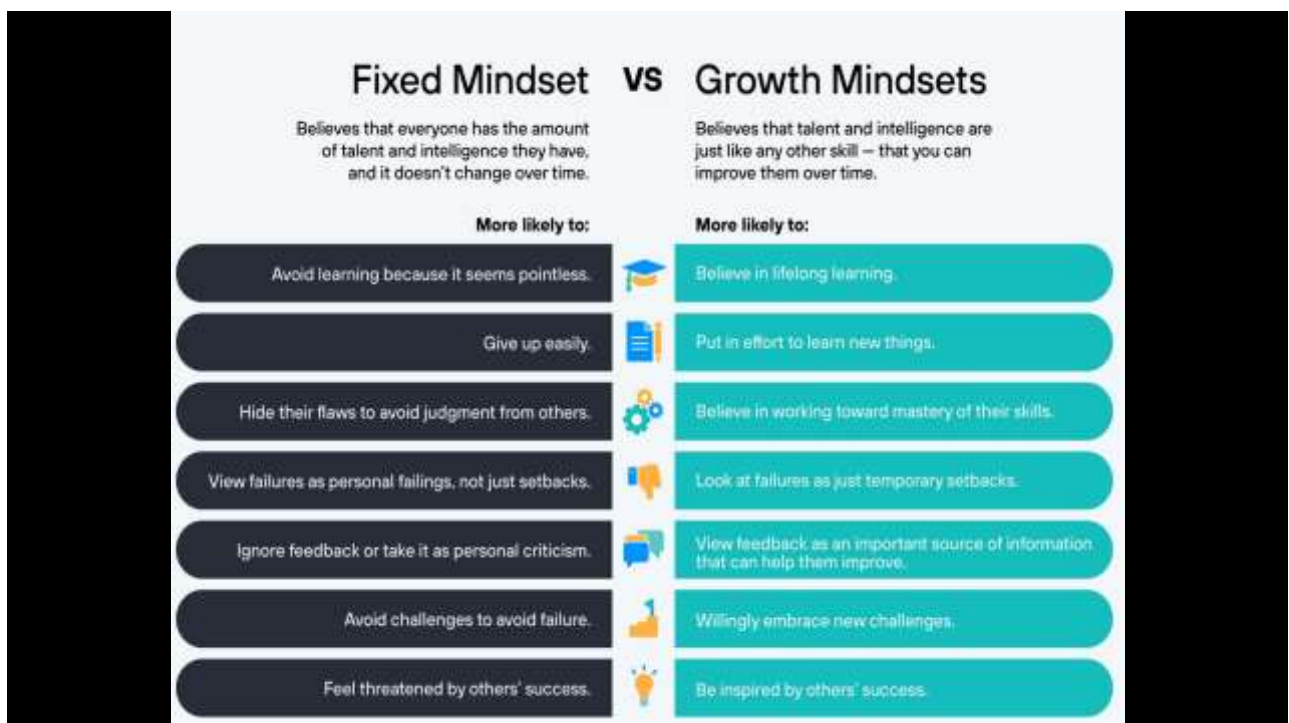 Fixed Mindset VS Growth Mindsets
Believes that everyone has the amount
of talent and intelligence they have,
and it doesn't change over time.
Believes that talent and intelligence are
just like any other skill – that you can
improve them over time.
More likely to:
More likely to:
Avoid learning because it seems pointless.
Believe in lifelong learning.
Give up easily.
Put in effort to learn new things.
Hide their flaws to avoid judgment from others.
Believe in working toward mastery of their skills.
View failures as personal failings, not just setbacks.
Look at failures as just temporary setbacks.
Ignore feedback or take it as personal criticism.
View feedback as an important source of information
that can help them improve.
Avoid challenges to avoid failure.
Willingly embrace new challenges.
Feel threatened by others' success.
Be inspired by others' success.